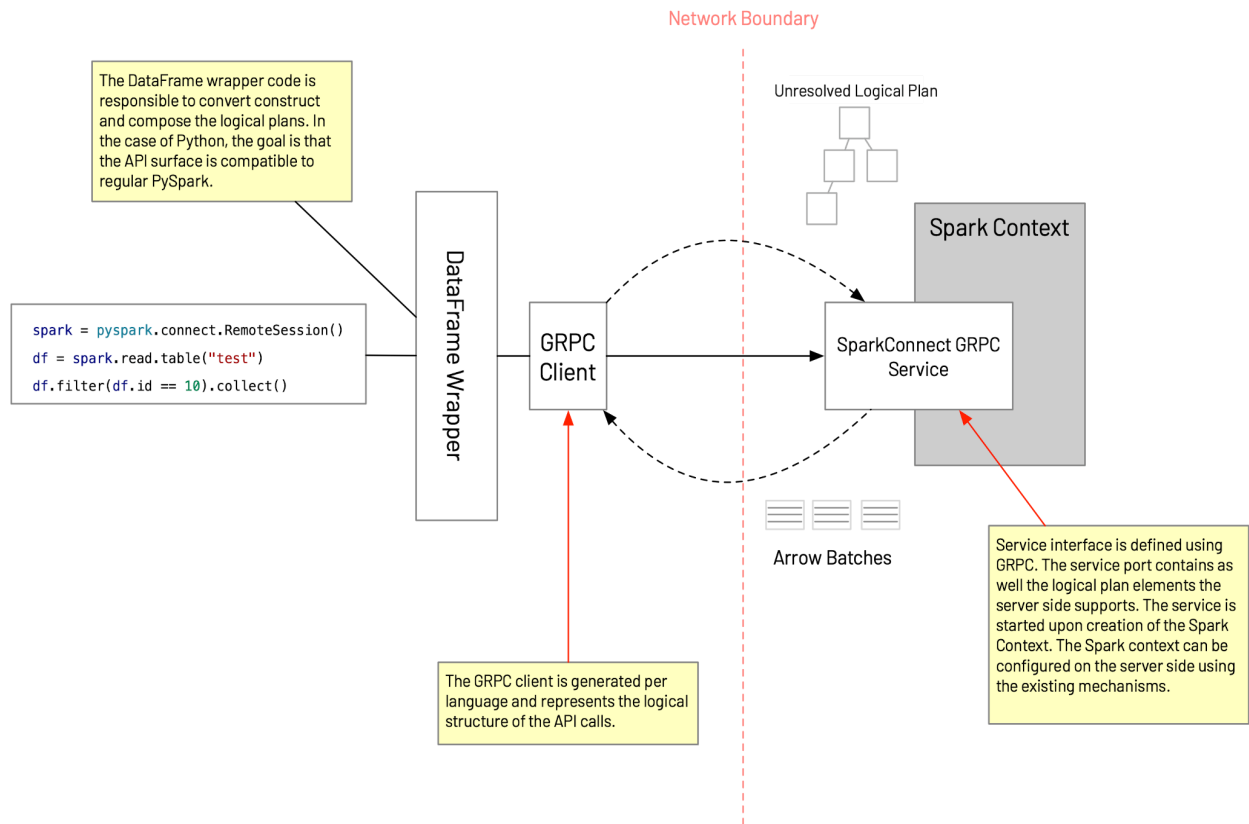 Network Boundary
The DataFrame wrapper code is
responsible to convert construct
and compose the logical plans. In
the case of Python, the goal is that
the API surface is compatible to
regular PySpark.
Unresolved Logical Plan
Spark Context
DataFrame Wrapper
spark = pyspark.connect.RemoteSession()
df = spark.read.table("test")
df.filter(df.id == 10).collect()
GRPC
Client
SparkConnect GRPC
Service
Arrow Batches
Service interface is defined using
GRPC. The service port contains as
well the logical plan elements the
server side supports. The service is
started upon creation of the Spark
Context. The Spark context can be
configured on the server side using
the existing mechanisms.
The GRPC client is generated per
language and represents the logical
structure of the API calls.